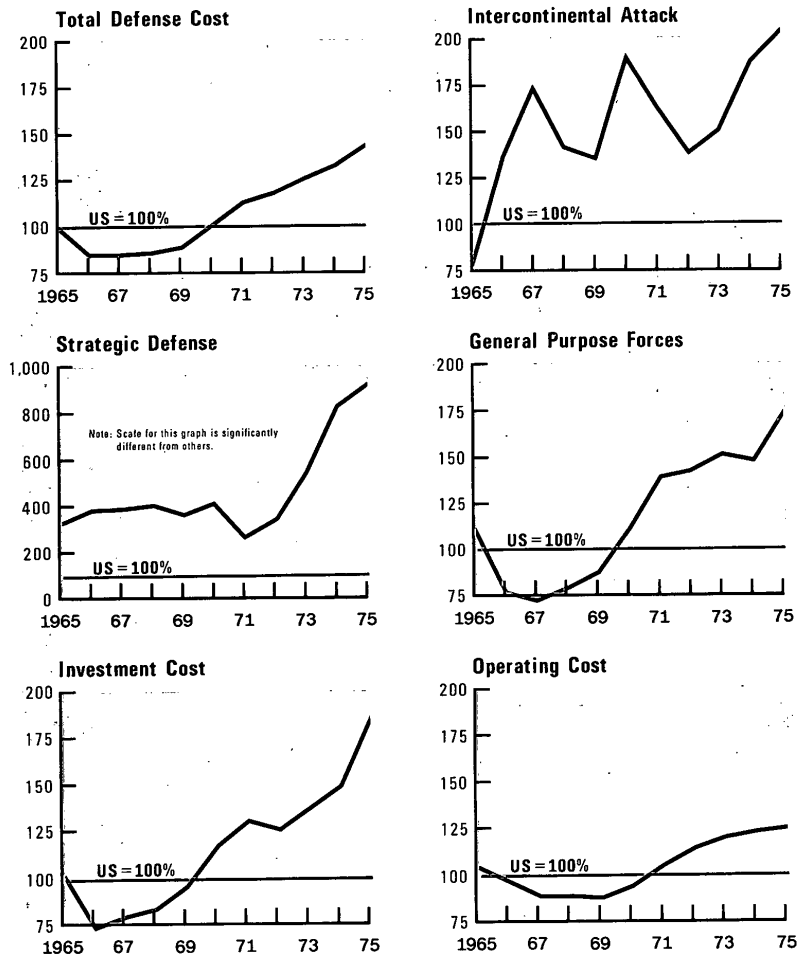 Total Defense Cost
200
175
150
125
100
75
US = 100%
1965 67 69 71 73 75
Intercontinental Attack
200
175
150
125
100
75
US = 100%
1965 67 69 71 73 75
Strategic Defense
1,000
800
600
400
200
0
Note: Scale for this graph is significantly
different from others.
US = 100%
1965 67 69 71 73 75
General Purpose Forces
200
175
150
125
100
75
US = 100%
1965 67 69 71 73 75
Investment Cost
200
175
150
125
100
75
US = 100%
1965 67 69 71 73 75
Operating Cost
200
175
150
125
100
75
US = 100%
1965 67 69 71 73 75